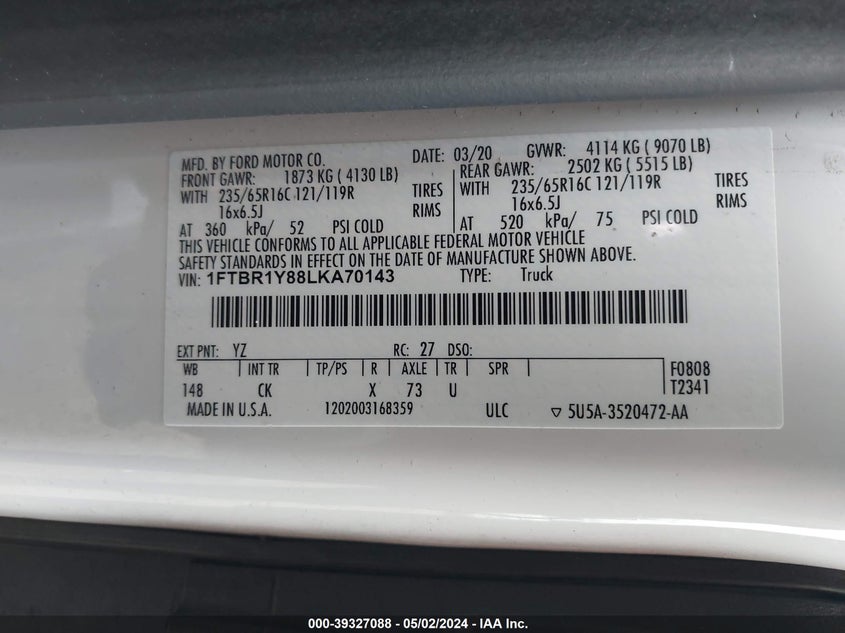 MFD. BY FORD MOTOR CO. DATE: 03/20 GVWR: 4114 KG ( 9070 LB)
FRONT GAWR: 1873 KG ( 4130 LB) REAR GAWR: 2502 KG ( 5515 LB)
WITH 235/65R16C 121/119R TIRES WITH 235/65R16C 121/119R TIRES
16x6.5J RIMS 16x6.5J RIMS
AT 360 kPa/ 52 PSI COLD AT 520 kPa/ 75 PSI COLD
THIS VEHICLE CONFORMS TO ALL APPLICABLE FEDERAL MOTOR VEHICLE
SAFETY STANDARDS IN EFFECT ON THE DATE OF MANUFACTURE SHOWN ABOVE.
VIN: 1FTBR1Y88LKA70143 TYPE: Truck
EXT PNT: YZ RC: 27 DSO:
WB INT TR TP/PS R AXLE TR SPR F0808
148 CK X 73 U T2341
MADE IN U.S.A. 1202003168359 ULC 5U5A-3520472-AA
000-39327088 - 05/02/2024 - IAA Inc.